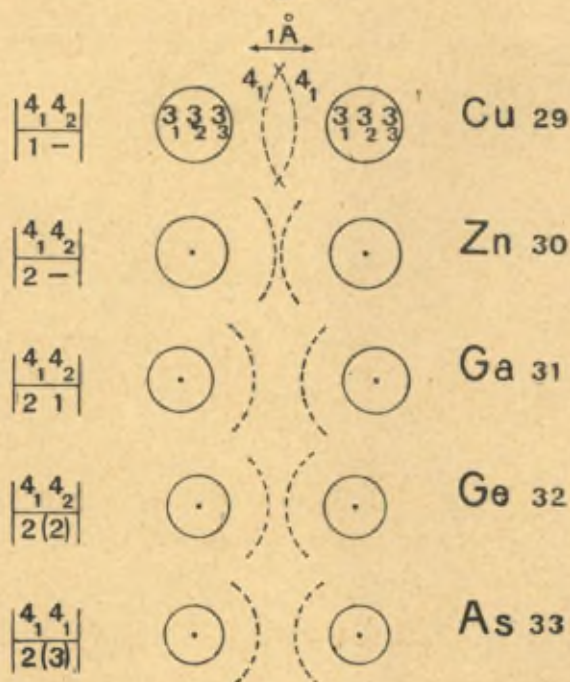 1Å
4₁ 4₁
4₁ 4₂
1 –
3₁ 3₂ 3₃
3₁ 3₂ 3₃
Cu 29
4₁ 4₂
2 –
Zn 30
4₁ 4₂
2 1
Ga 31
4₁ 4₂
2 (2)
Ge 32
4₁ 4₁
2 (3)
As 33